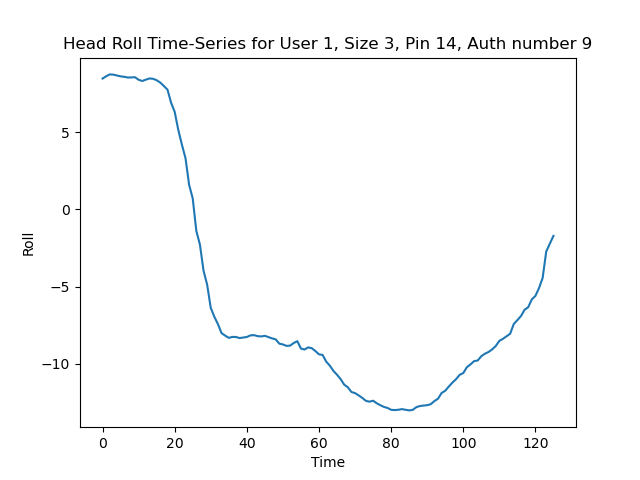 Head Roll Time-Series for User 1, Size 3, Pin 14, Auth number 9
5
0
−5
−10
Roll
0 20 40 60 80 100 120
Time